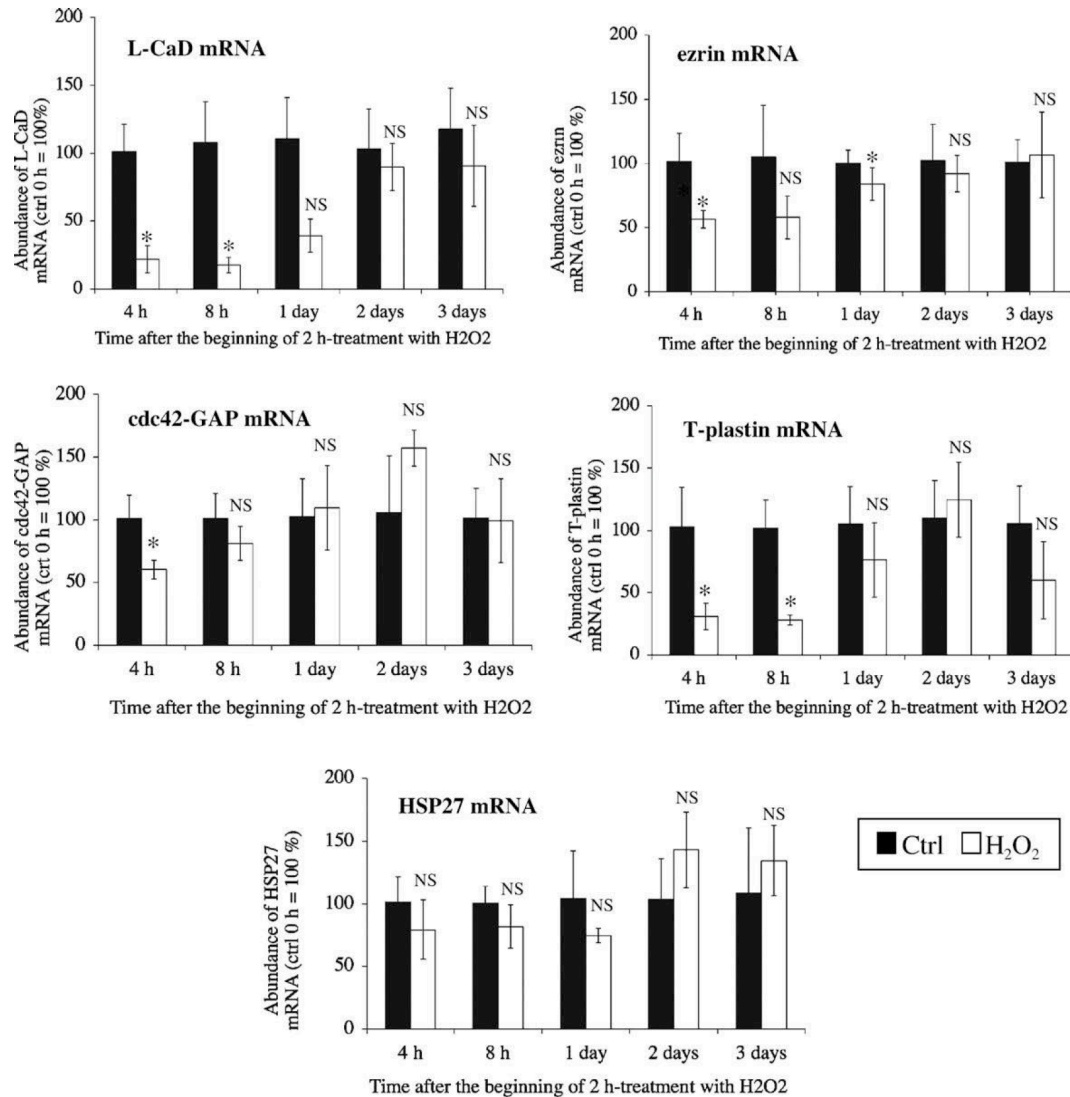 L-CaD mRNA
Abundance of L-CaD
mRNA (ctrl 0 h = 100%)
200
150
100
50
0
* * NS NS NS
4 h 8 h 1 day 2 days 3 days
Time after the beginning of 2 h-treatment with H2O2
ezrin mRNA
Abundance of ezrin
mRNA (ctrl 0 h = 100 %)
200
150
100
50
0
* * NS * NS NS
4 h 8 h 1 day 2 days 3 days
Time after the beginning of 2 h-treatment with H2O2
cdc42-GAP mRNA
Abundance of cdc42-GAP
mRNA (crt 0 h = 100 %)
200
150
100
50
0
* NS NS NS NS
4 h 8 h 1 day 2 days 3 days
Time after the beginning of 2 h-treatment with H2O2
T-plastin mRNA
Abundance of T-plastin
mRNA (ctrl 0 h = 100 %)
200
150
100
50
0
* * NS NS NS
4 h 8 h 1 day 2 days 3 days
Time after the beginning of 2 h-treatment with H2O2
HSP27 mRNA
Abundance of HSP27
mRNA (ctrl 0 h = 100 %)
200
150
100
50
0
NS NS NS NS NS
4 h 8 h 1 day 2 days 3 days
Time after the beginning of 2 h-treatment with H2O2
Ctrl H₂O₂